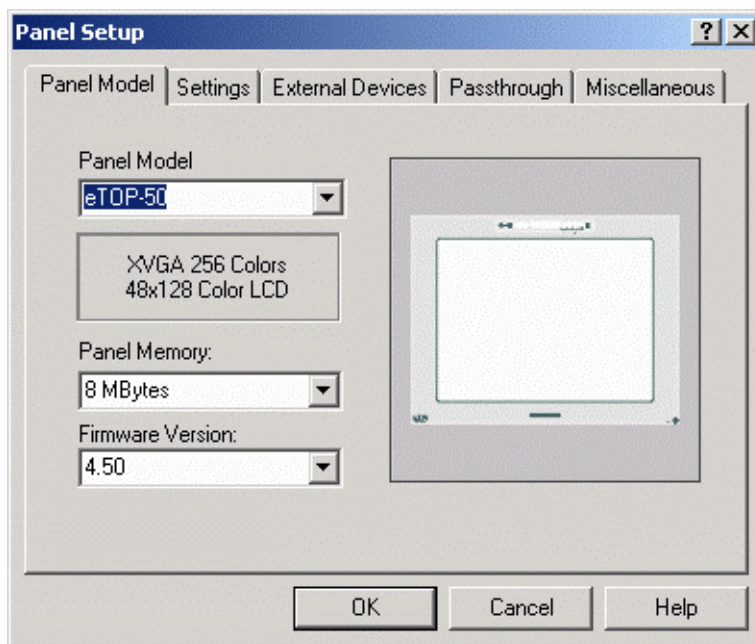 Panel Setup
Panel Model
Settings
External Devices
Passthrough
Miscellaneous
Panel Model
eTOP-50
XVGA 256 Colors
48x128 Color LCD
Panel Memory:
8 MBytes
Firmware Version:
4.50
OK
Cancel
Help